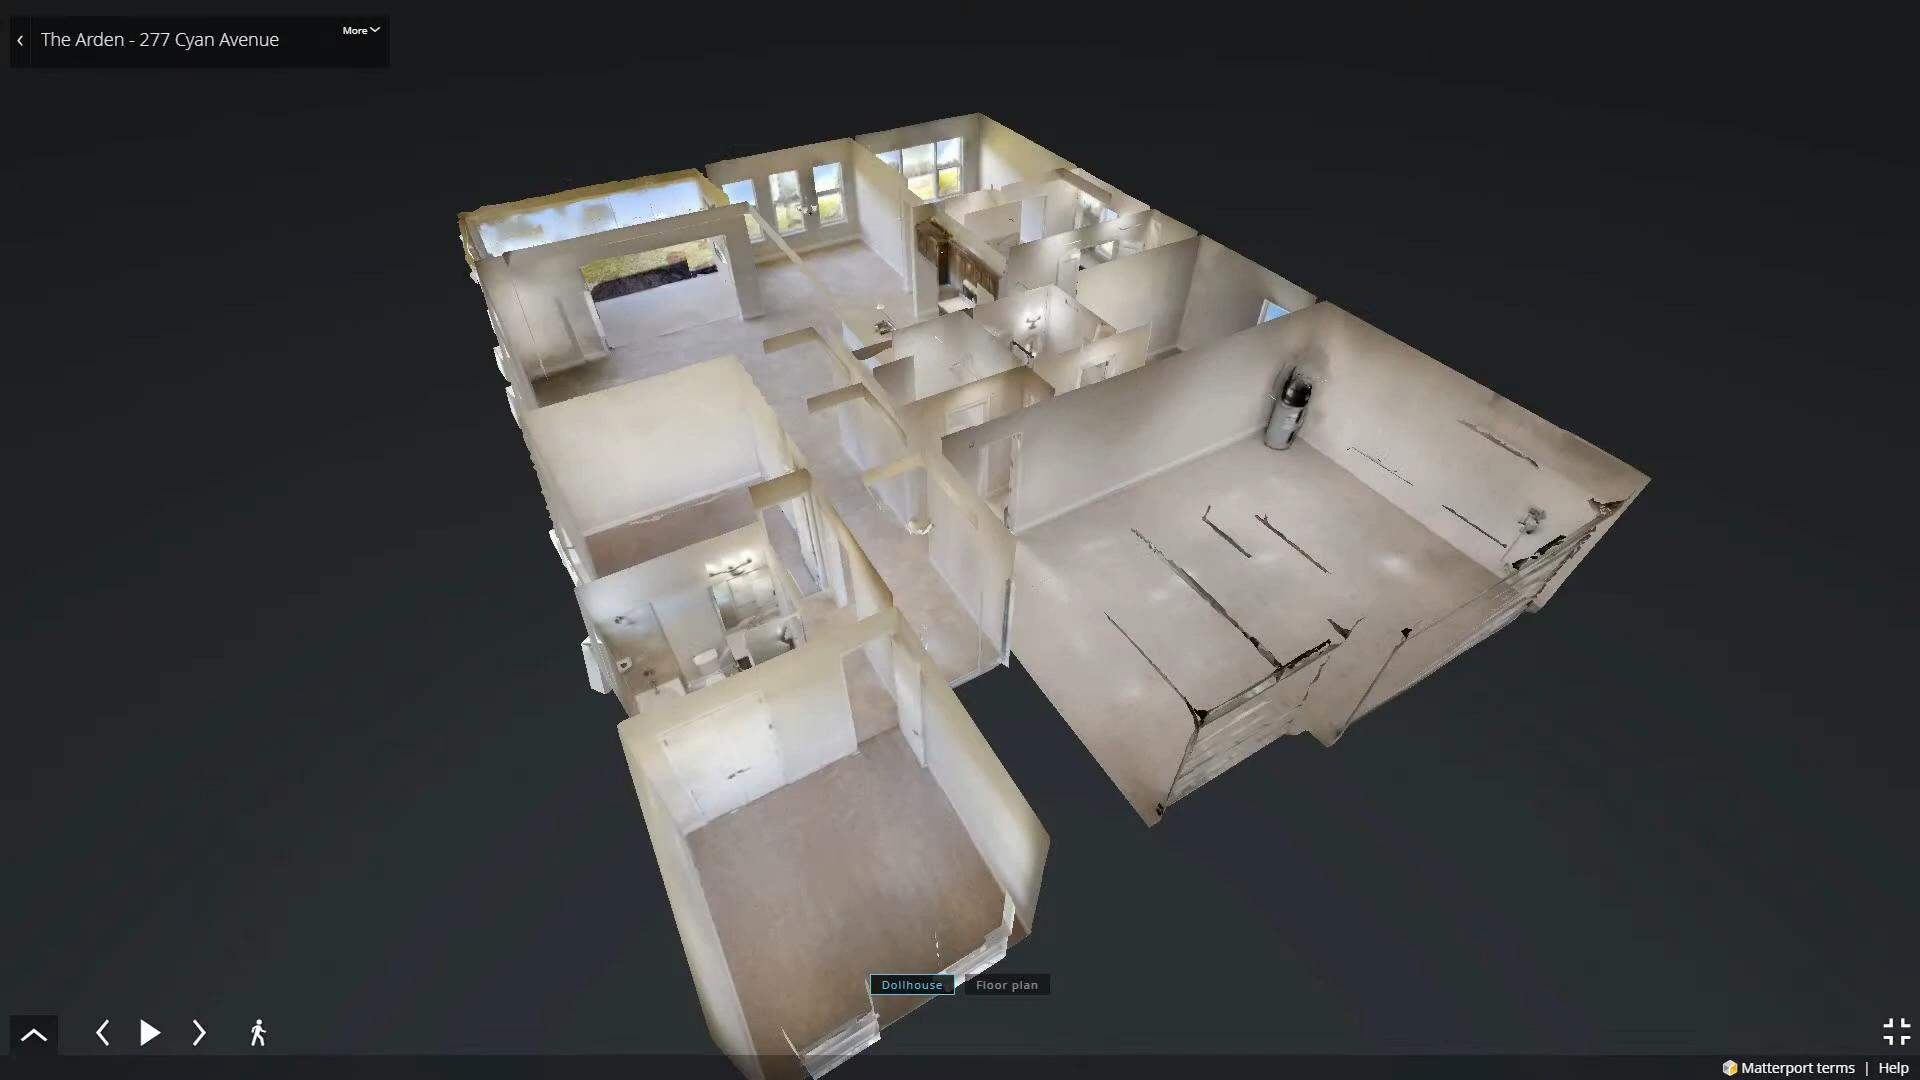 The Arden - 277 Cyan Avenue
More
Dollhouse
Floor plan
Matterport terms | Help